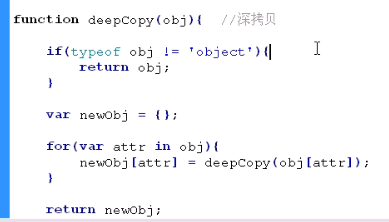 function deepCopy(obj){  //深拷贝
if(typeof obj != 'object'){
return obj;
}
var newObj = {};
for(var attr in obj){
newObj[attr] = deepCopy(obj[attr]);
}
return newObj;